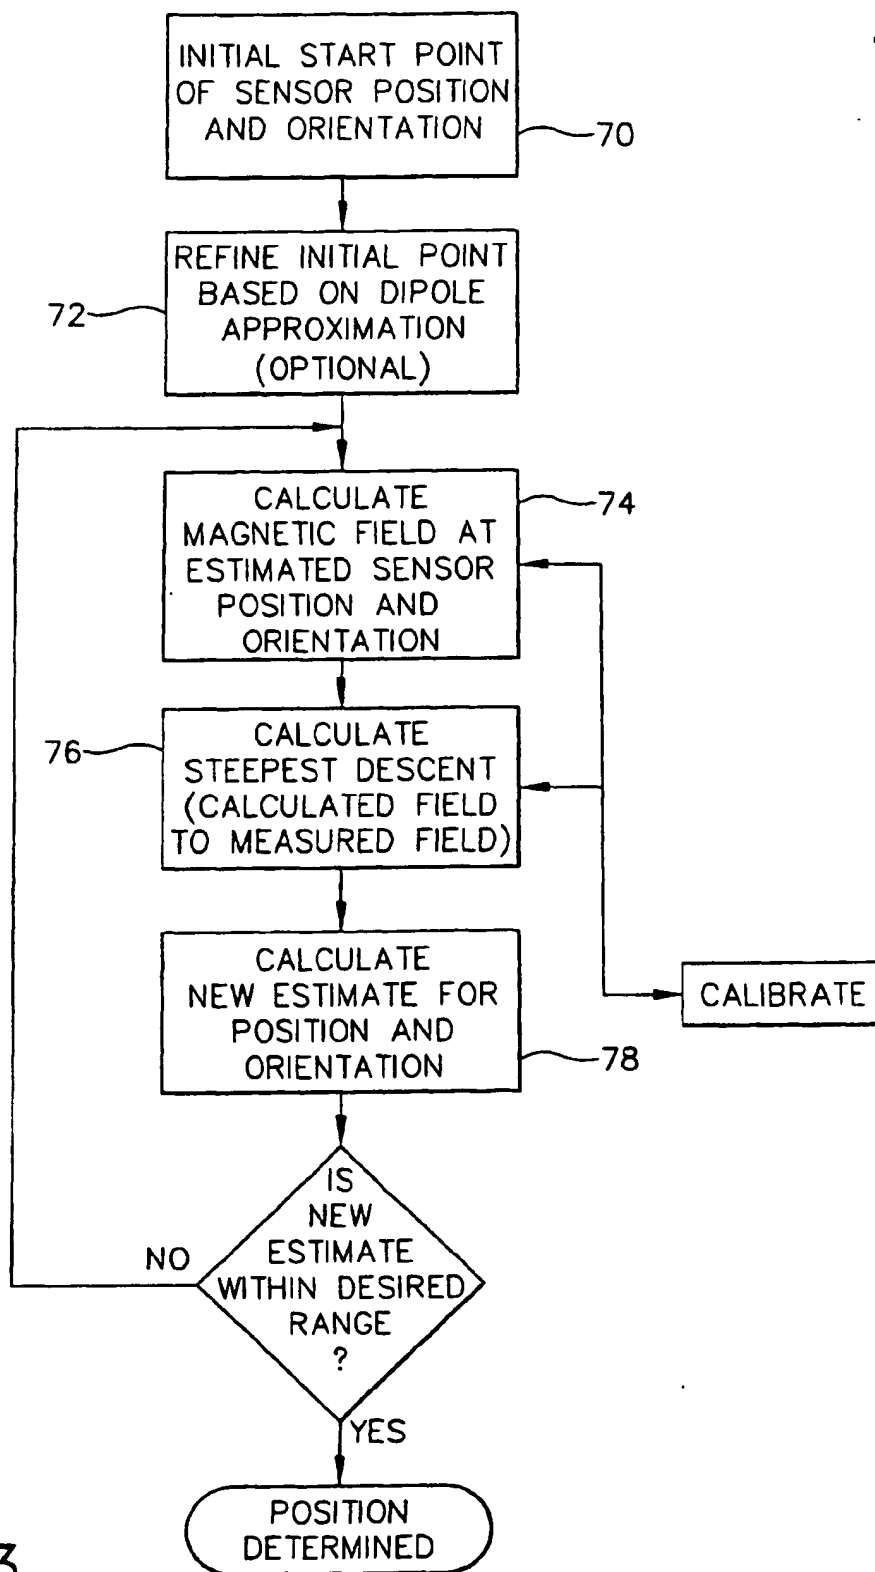 INITIAL START POINT
OF SENSOR POSITION
AND ORIENTATION
70
REFINE INITIAL POINT
BASED ON DIPOLE
APPROXIMATION
(OPTIONAL)
72
CALCULATE
MAGNETIC FIELD AT
ESTIMATED SENSOR
POSITION AND
ORIENTATION
74
CALCULATE
STEEPEST DESCENT
(CALCULATED FIELD
TO MEASURED FIELD)
76
CALCULATE
NEW ESTIMATE FOR
POSITION AND
ORIENTATION
78
CALIBRATE
IS
NEW
ESTIMATE
WITHIN DESIRED
RANGE
?
NO
YES
POSITION
DETERMINED
3